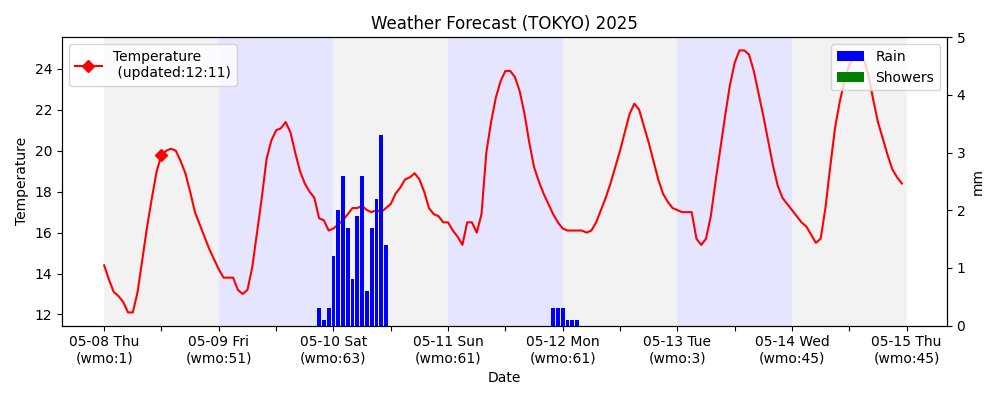 Weather Forecast (TOKYO) 2025
Temperature
(updated:12:11)
Rain
Showers
24
22
20
18
16
14
12
Temperature
5
4
3
2
1
0
mm
05-08 Thu
(wmo:1)
05-09 Fri
(wmo:51)
05-10 Sat
(wmo:63)
05-11 Sun
(wmo:61)
05-12 Mon
(wmo:61)
05-13 Tue
(wmo:3)
05-14 Wed
(wmo:45)
05-15 Thu
(wmo:45)
Date